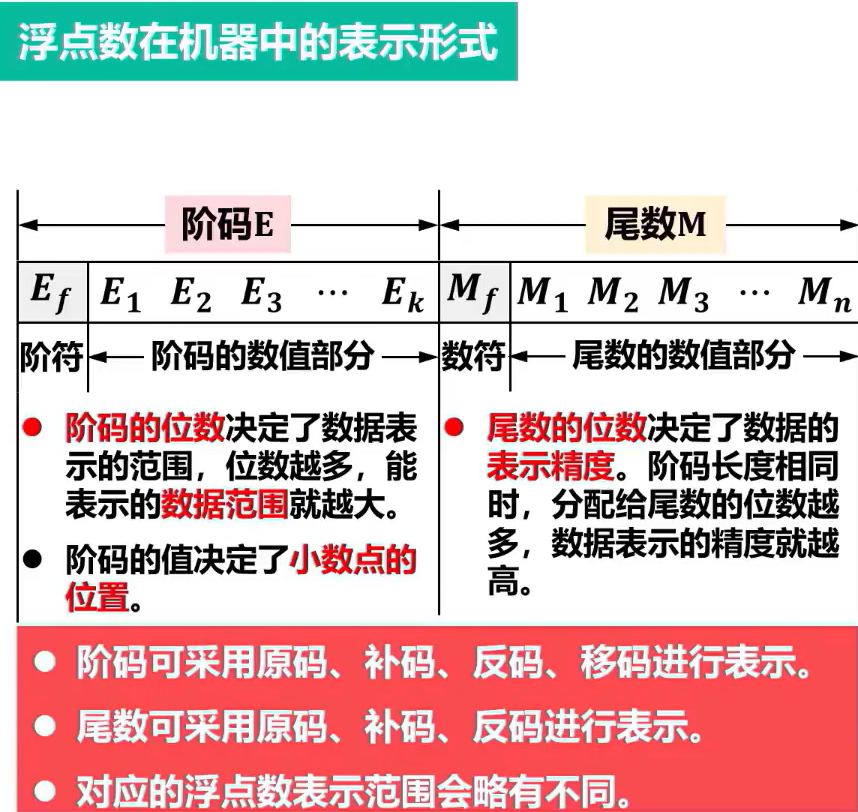 浮点数在机器中的表示形式
阶码E 尾数M
E_f E_1 E_2 E_3 … E_k M_f M_1 M_2 M_3 … M_n
阶符 阶码的数值部分 数符 尾数的数值部分
阶码的位数决定了数据表
示的范围，位数越多，能
表示的数据范围就越大。
阶码的值决定了小数点的
位置。
尾数的位数决定了数据的
表示精度。阶码长度相同
时，分配给尾数的位数越
多，数据表示的精度就越
高。
阶码可采用原码、补码、反码、移码进行表示。
尾数可采用原码、补码、反码进行表示。
对应的浮点数表示范围会略有不同。